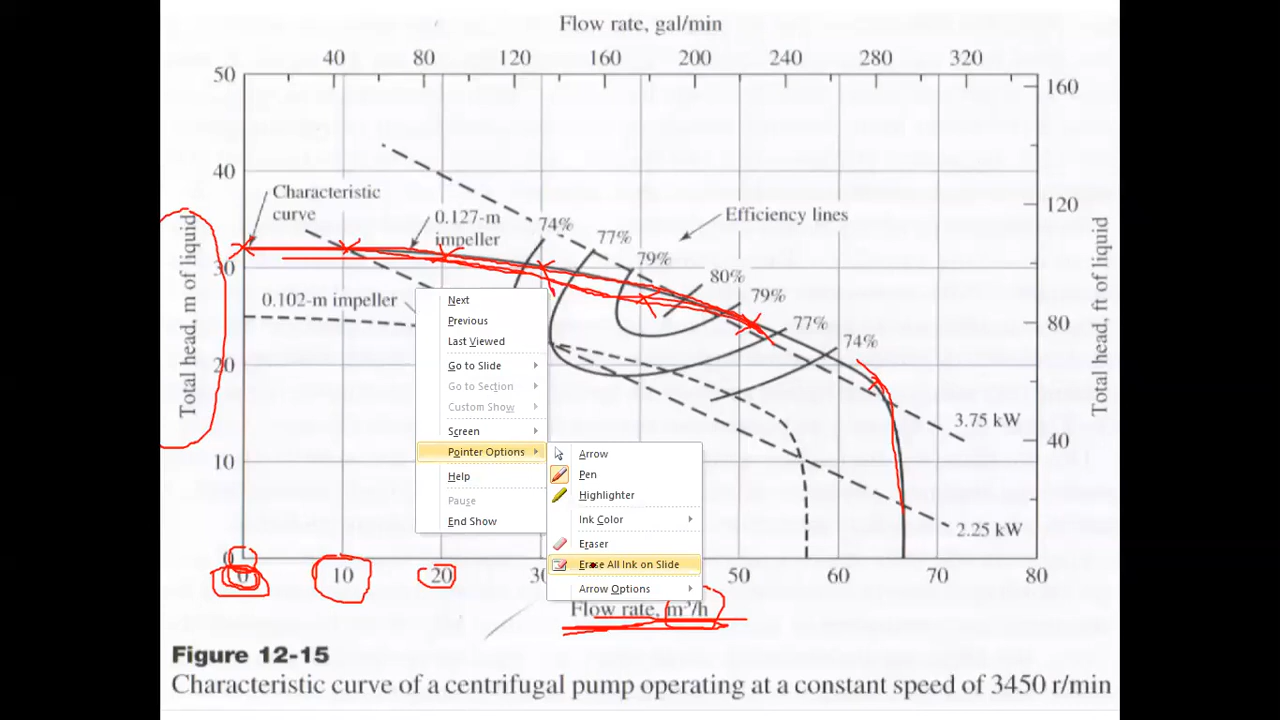 Flow rate, gal/min
40 80 120 160 200 240 280 320
50
160
40
Characteristic
curve
0.127-m
impeller
74%
77%
79%
80%
79%
77%
74%
Efficiency lines
120
30
0.102-m impeller
Total head, m of liquid
Total head, ft of liquid
80
20
3.75 kW
40
10
2.25 kW
0
0 10 20 30 50 60 70 80
Flow rate, m³/h
Next
Previous
Last Viewed
Go to Slide
Go to Section
Custom Show
Screen
Pointer Options
Help
Pause
End Show
Arrow
Pen
Highlighter
Ink Color
Eraser
Erase All Ink on Slide
Arrow Options
Figure 12-15
Characteristic curve of a centrifugal pump operating at a constant speed of 3450 r/min